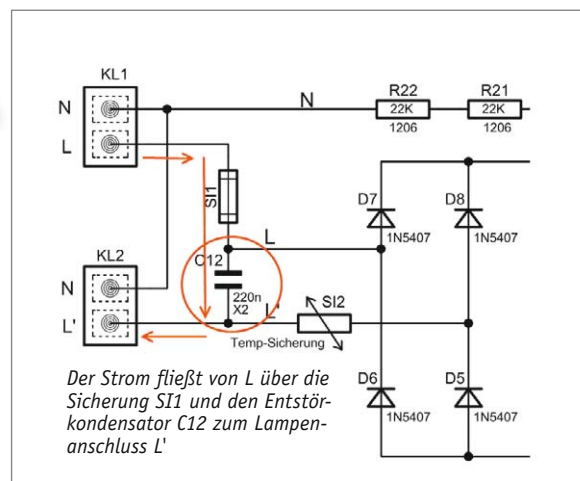 KL1
N
L
N
R22
22K
1206
R21
22K
1206
SI1
D7
1N5407
D8
1N5407
L
C12
220n
X2
KL2
N
L'
L'
SI2
Temp-Sicherung
D6
1N5407
D5
1N5407
Der Strom fließt von L über die
Sicherung SI1 und den Entstör-
kondensator C12 zum Lampen-
anschluss L'